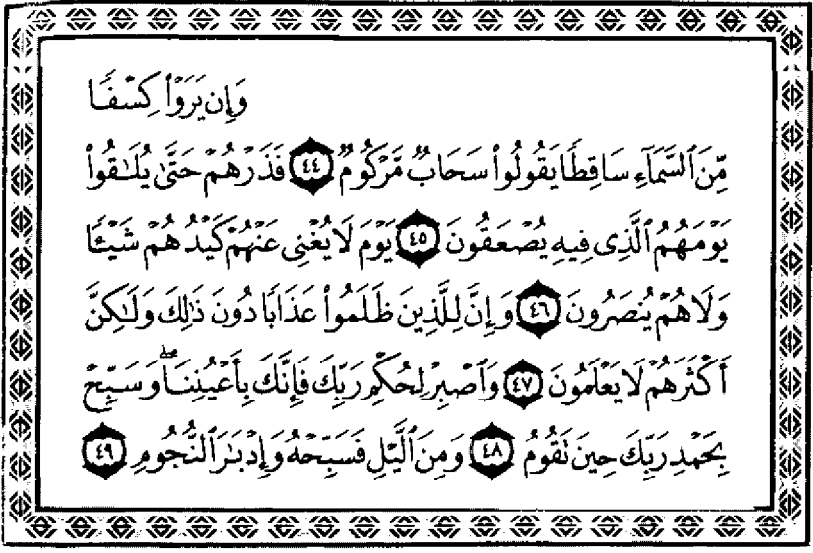 وَإِن يَرَوْا۟ كِسْفًا
مِّنَ ٱلسَّمَآءِ سَاقِطًا يَقُولُوا۟ سَحَابٌ مَّرْكُومٌ ٤٤ فَذَرْهُمْ حَتَّىٰ يُلَـٰقُوا۟
يَوْمَهُمُ ٱلَّذِى فِيهِ يُصْعَقُونَ ٤٥ يَوْمَ لَا يُغْنِى عَنْهُمْ كَيْدُهُمْ شَيْـًٔا
وَلَا هُمْ يُنصَرُونَ ٤٦ وَإِنَّ لِلَّذِينَ ظَلَمُوا۟ عَذَابًا دُونَ ذَٰلِكَ وَلَـٰكِنَّ
أَكْثَرَهُمْ لَا يَعْلَمُونَ ٤٧ وَٱصْبِرْ لِحُكْمِ رَبِّكَ فَإِنَّكَ بِأَعْيُنِنَا ۖ وَسَبِّحْ
بِحَمْدِ رَبِّكَ حِينَ تَقُومُ ٤٨ وَمِنَ ٱلَّيْلِ فَسَبِّحْهُ وَإِدْبَـٰرَ ٱلنُّجُومِ ٤٩